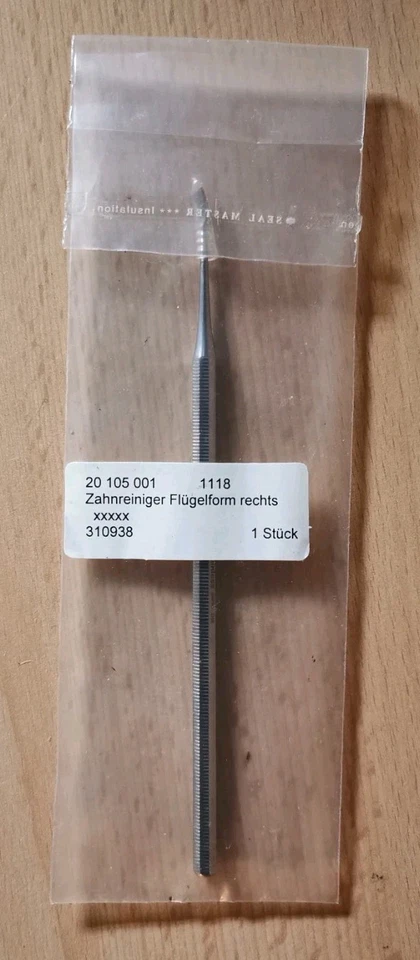 SEAL MASTER *** Insulation
20 105 001 1118
Zahnreiniger Flügelform rechts
xxxxx
310938 1 Stück